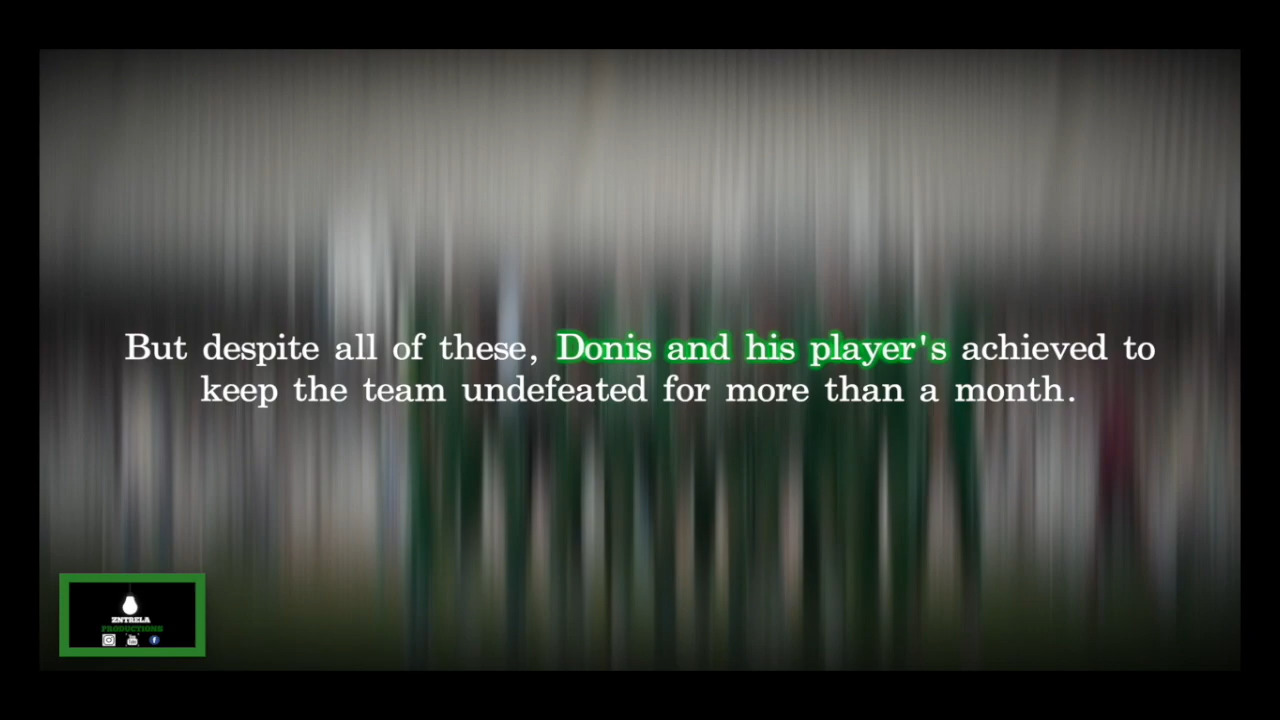 But despite all of these, Donis and his player's achieved to
keep the team undefeated for more than a month.
ZNTRELA
PRODUCTIONS